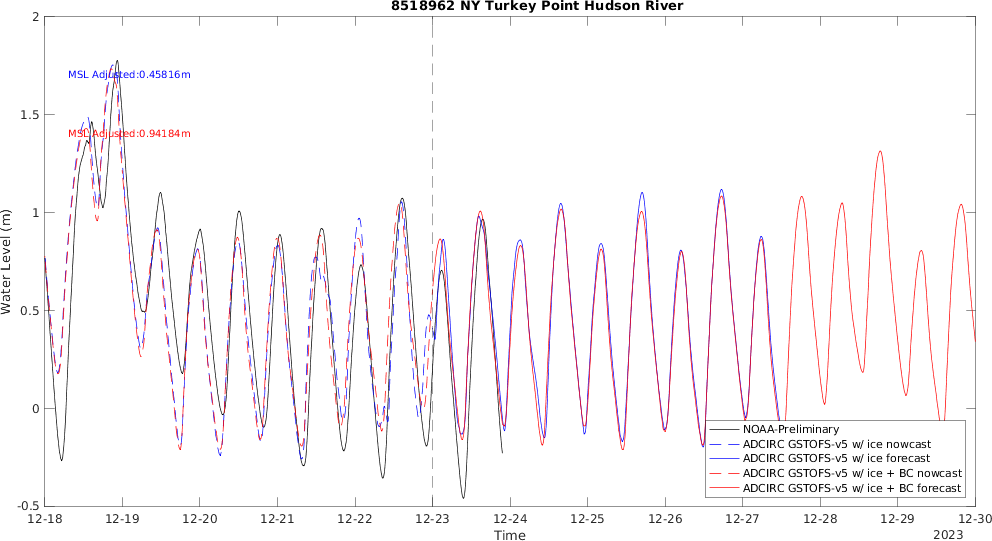 8518962 NY Turkey Point Hudson River
2
1.5
1
0.5
0
-0.5
Water Level (m)
MSL Adjusted:0.45816m
MSL Adjusted:0.94184m
NOAA-Preliminary
ADCIRC GSTOFS-v5 w/ ice nowcast
ADCIRC GSTOFS-v5 w/ ice forecast
ADCIRC GSTOFS-v5 w/ ice + BC nowcast
ADCIRC GSTOFS-v5 w/ ice + BC forecast
12-18 12-19 12-20 12-21 12-22 12-23 12-24 12-25 12-26 12-27 12-28 12-29 12-30
Time
2023